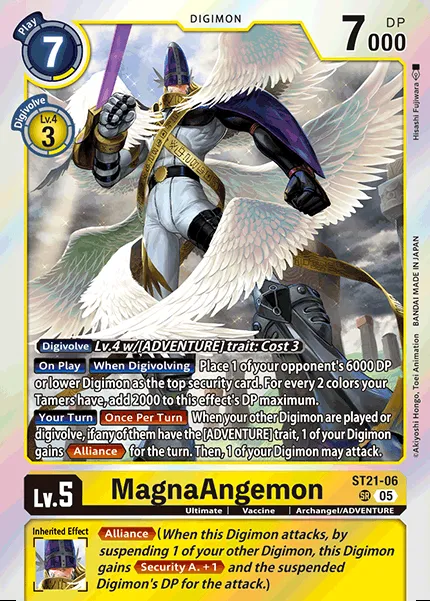 DIGIMON
Play
7
7000
DP
Digivolve
Lv.4
3
Hisashi Fujiwara
©Akiyoshi Hongo, Toei Animation BANDAI MADE IN JAPAN
Digivolve Lv.4 w/[ADVENTURE] trait: Cost 3
On Play When Digivolving Place 1 of your opponent's 6000 DP
or lower Digimon as the top security card. For every 2 colors your
Tamers have, add 2000 to this effect's DP maximum.
Your Turn Once Per Turn When your other Digimon are played or
digivolve, if any of them have the [ADVENTURE] trait, 1 of your Digimon
gains Alliance for the turn. Then, 1 of your Digimon may attack.
Lv.5
MagnaAngemon
ST21-06
SR 05
Ultimate | Vaccine | Archangel/ADVENTURE
Inherited Effect
Alliance (When this Digimon attacks, by
suspending 1 of your other Digimon, this Digimon
gains Security A. +1 and the suspended
Digimon's DP for the attack.)